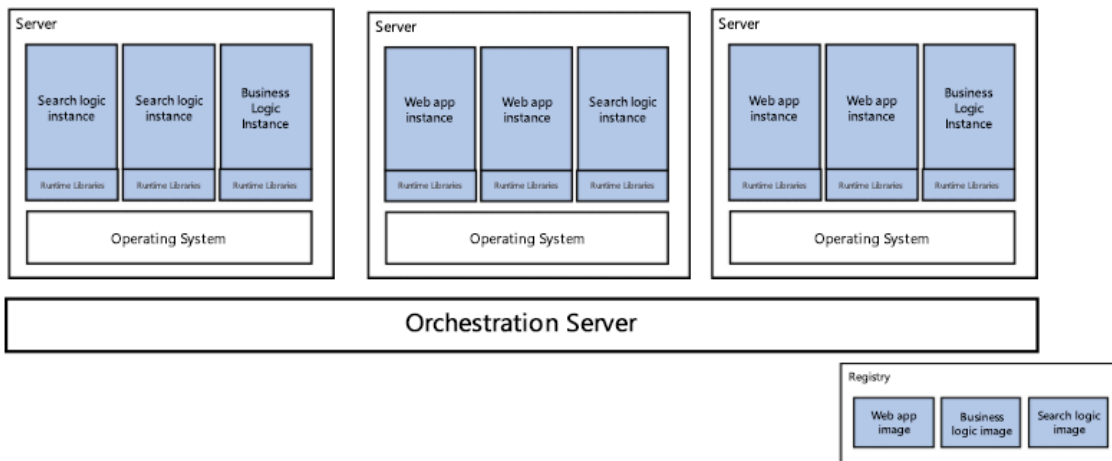 Server
Search logic
instance
Search logic
instance
Business
Logic
Instance
Runtime Libraries
Runtime Libraries
Runtime Libraries
Operating System
Server
Web app
instance
Web app
instance
Search logic
instance
Runtime Libraries
Runtime Libraries
Runtime Libraries
Operating System
Server
Web app
instance
Web app
instance
Business
Logic
Instance
Runtime Libraries
Runtime Libraries
Runtime Libraries
Operating System
Orchestration Server
Registry
Web app
image
Business
logic image
Search logic
image